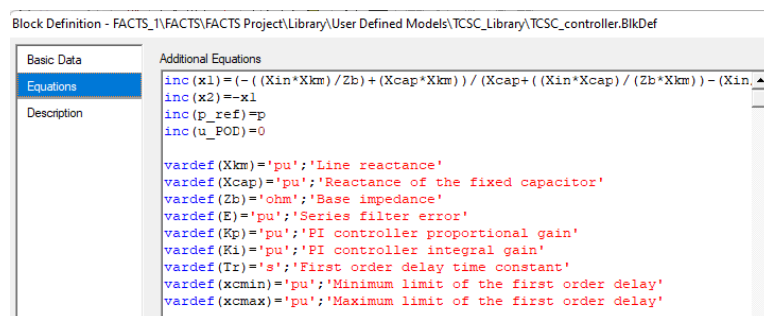 Block Definition - FACTS_1\FACTS\FACTS Project\Library\User Defined Models\TCSC_Library\TCSC_controller.BlkDef
Basic Data
Equations
Description
Additional Equations
inc(x1)=(-((Xin*Xkm)/Zb)+(Xcap*Xkm))/(Xcap+((Xin*Xcap)/(Zb*Xkm))-(Xin
inc(x2)=-x1
inc(p_ref)=p
inc(u_POD)=0
vardef(Xkm)='pu';'Line reactance'
vardef(Xcap)='pu';'Reactance of the fixed capacitor'
vardef(Zb)='ohm';'Base impedance'
vardef(E)='pu';'Series filter error'
vardef(Kp)='pu';'PI controller proportional gain'
vardef(Ki)='pu';'PI controller integral gain'
vardef(Tr)='s';'First order delay time constant'
vardef(xcmin)='pu';'Minimum limit of the first order delay'
vardef(xcmax)='pu';'Maximum limit of the first order delay'